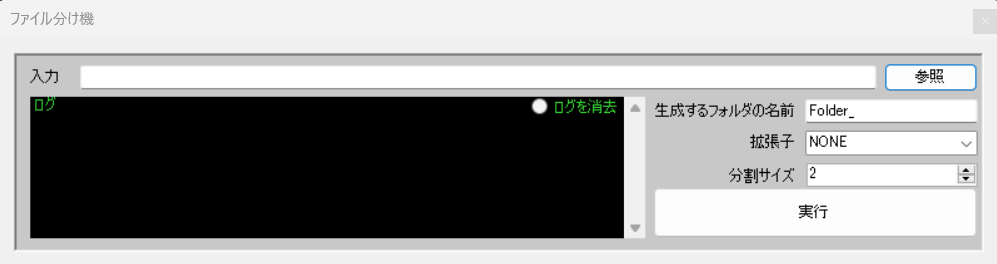 ファイル分け機
×
入力
参照
ログ
ログを消去
生成するフォルダの名前 Folder_
拡張子 NONE
分割サイズ 2
実行